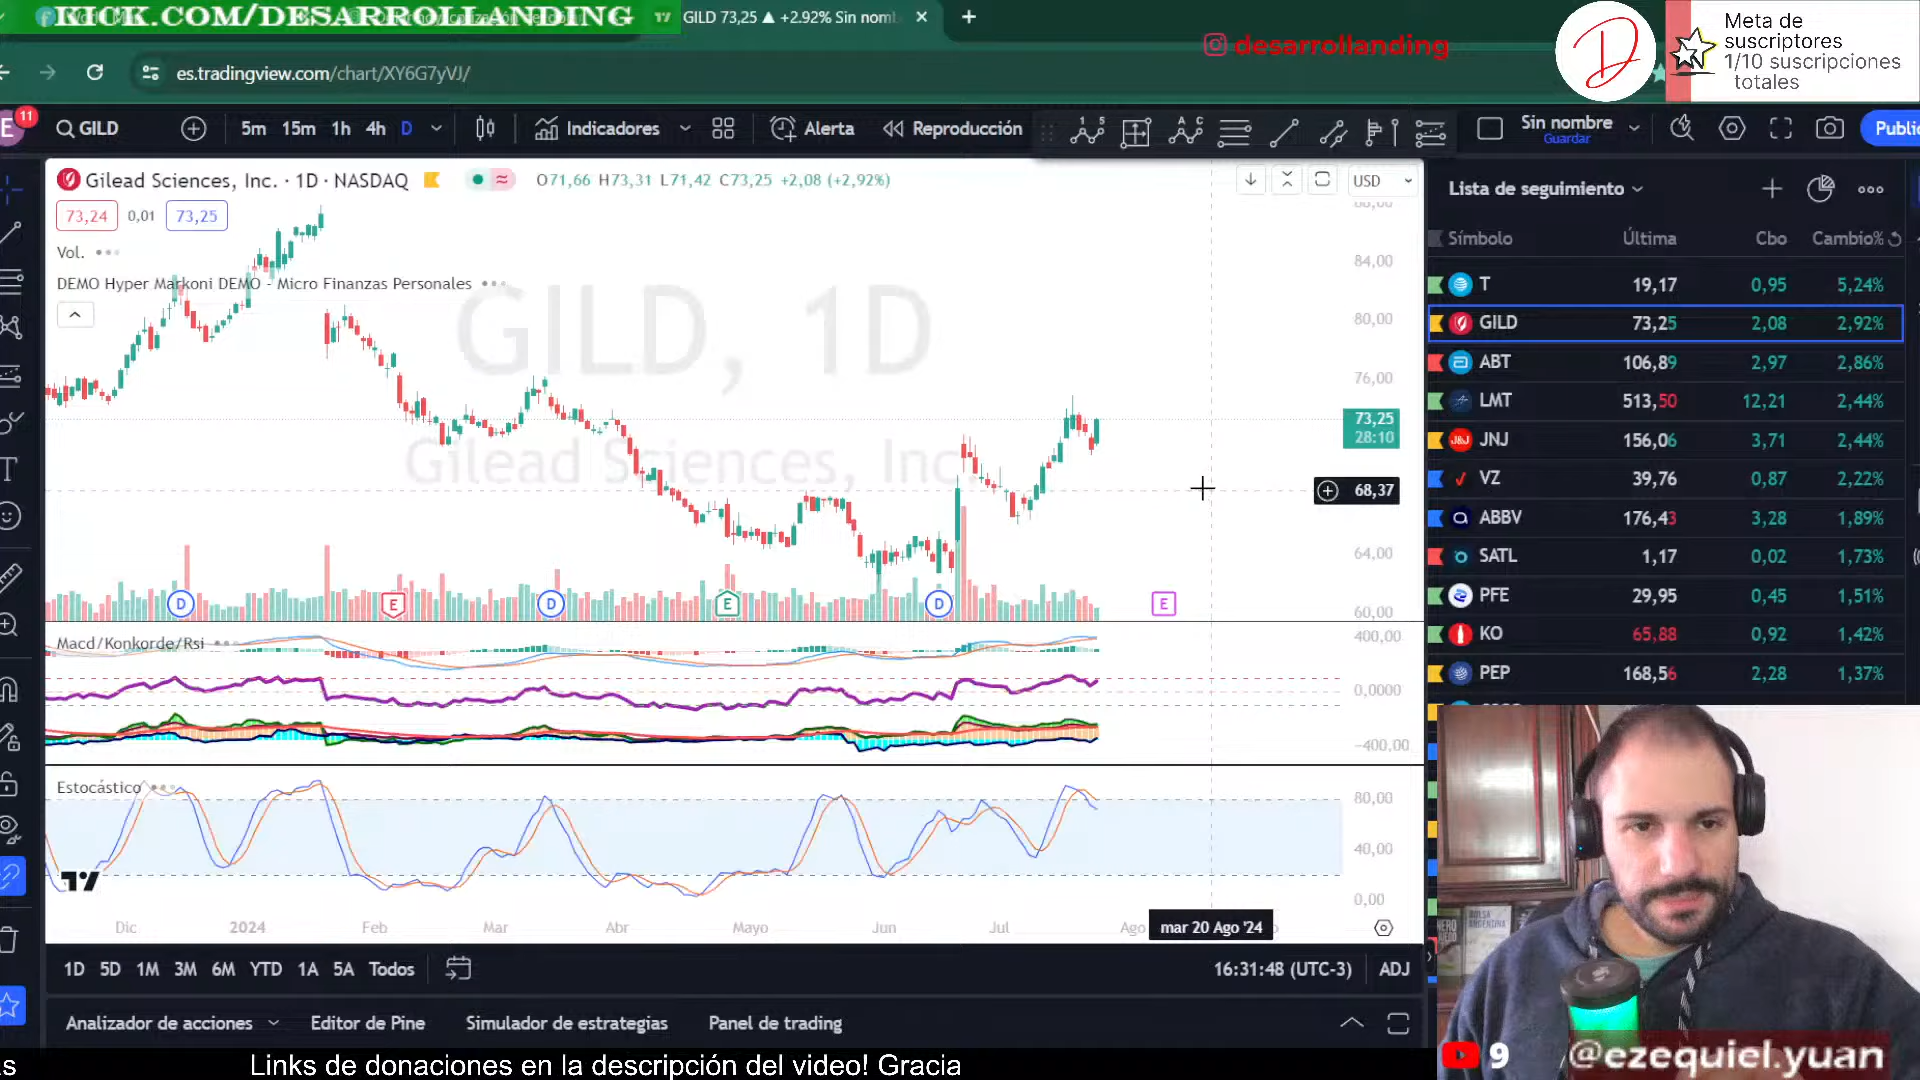 KICK.COM/DESARROLLANDING
GILD 73,25 ▲ +2.92% Sin nom
desarrollanding
D
Meta de
suscriptores
1/10 suscripciones
totales
es.tradingview.com/chart/XY6G7yVJ/
E
11
GILD
5m 15m 1h 4h D
Indicadores
Alerta
Reproducción
Sin nombre
Guardar
Public
Gilead Sciences, Inc. · 1D · NASDAQ
O71,66 H73,31 L71,42 C73,25 +2,08 (+2,92%)
USD
73,24 0,01 73,25
Vol.
DEMO Hyper Markoni DEMO - Micro Finanzas Personales
GILD, 1D
Gilead Sciences, Inc.
84,00
80,00
76,00
73,25
28:10
68,37
64,00
60,00
D E D E D E
Macd/Konkorde/Rsi
400,00
0,0000
−400,00
Estocástico
80,00
40,00
0,00
Dic 2024 Feb Mar Abr Mayo Jun Jul Ago
mar 20 Ago '24
1D 5D 1M 3M 6M YTD 1A 5A Todos
16:31:48 (UTC-3) ADJ
Analizador de acciones Editor de Pine Simulador de estrategias Panel de trading
Lista de seguimiento
Símbolo Última Cbo Cambio%
T 19,17 0,95 5,24%
GILD 73,25 2,08 2,92%
ABT 106,89 2,97 2,86%
LMT 513,50 12,21 2,44%
J&J JNJ 156,06 3,71 2,44%
VZ 39,76 0,87 2,22%
ABBV 176,43 3,28 1,89%
SATL 1,17 0,02 1,73%
PFE 29,95 0,45 1,51%
KO 65,88 0,92 1,42%
PEP 168,56 2,28 1,37%
BOLSA
ARGENTINA
9 @ezequiel.yuan
as Links de donaciones en la descripción del video! Gracia